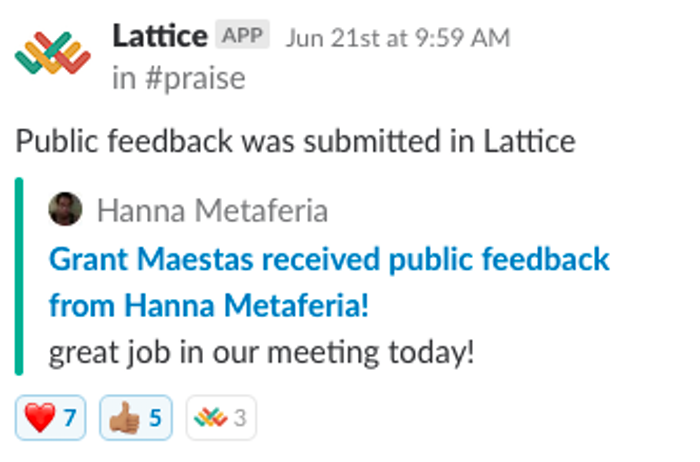 Lattice APP Jun 21st at 9:59 AM
in #praise
Public feedback was submitted in Lattice
Hanna Metaferia
Grant Maestas received public feedback
from Hanna Metaferia!
great job in our meeting today!
7 5 3